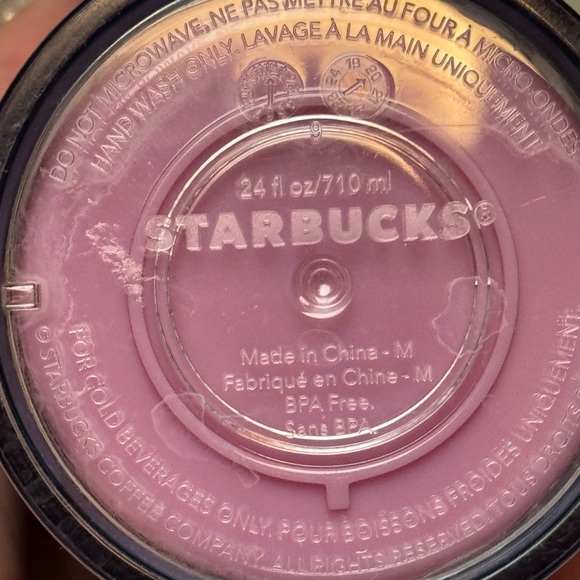 DO NOT MICROWAVE, NE PAS METTRE AU FOUR À MICRO-ONDES
HAND WASH ONLY. LAVAGE À LA MAIN UNIQUEMENT
9
24 fl oz/710 ml
STARBUCKS®
Made in China - M
Fabriqué en Chine - M
BPA Free.
Sans BPA.
FOR COLD BEVERAGES ONLY. POUR BOISSONS FROIDES UNIQUEMENT.
© STARBUCKS COFFEE COMPANY. ALL RIGHTS RESERVED. TOUS DROITS